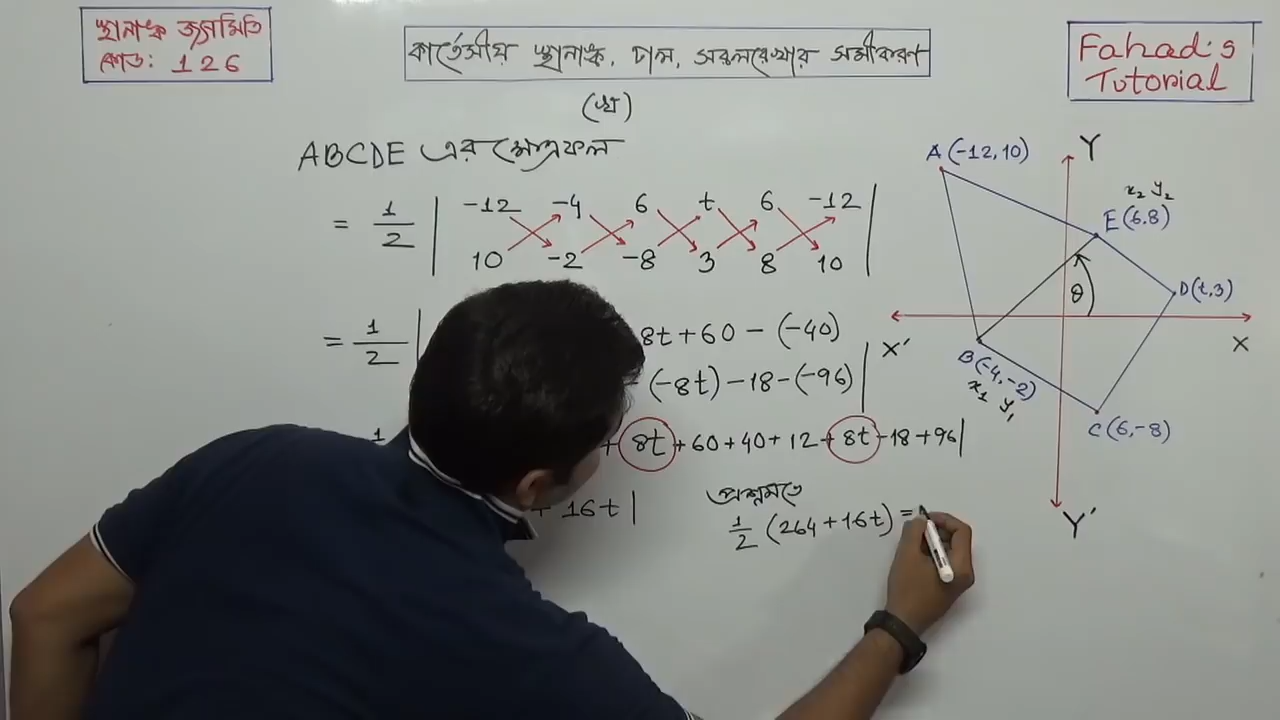 স্থানাঙ্ক জ্যামিতি
কোড: 126
কার্তেসীয় স্থানাঙ্ক, ঢাল, সরলরেখার সমীকরণ
Fahad's
Tutorial
(খ)
ABCDE এর ক্ষেত্রফল
= 1/2 | -12 -4 6 t 6 -12 |
10 -2 -8 3 8 10
= 1/2 | 8t + 60 - (-40)
(-8t) - 18 - (-96) |
1 + 8t + 60 + 40 + 12 + 8t - 18 + 96 |
+ 16t |
প্রশ্নমতে
1/2 (264 + 16t) =
A (-12, 10)
Y
x₂ y₂
E (6.8)
D (t, 3)
θ
X'
X
B (-4, -2)
x₁ y₁
C (6, -8)
Y'